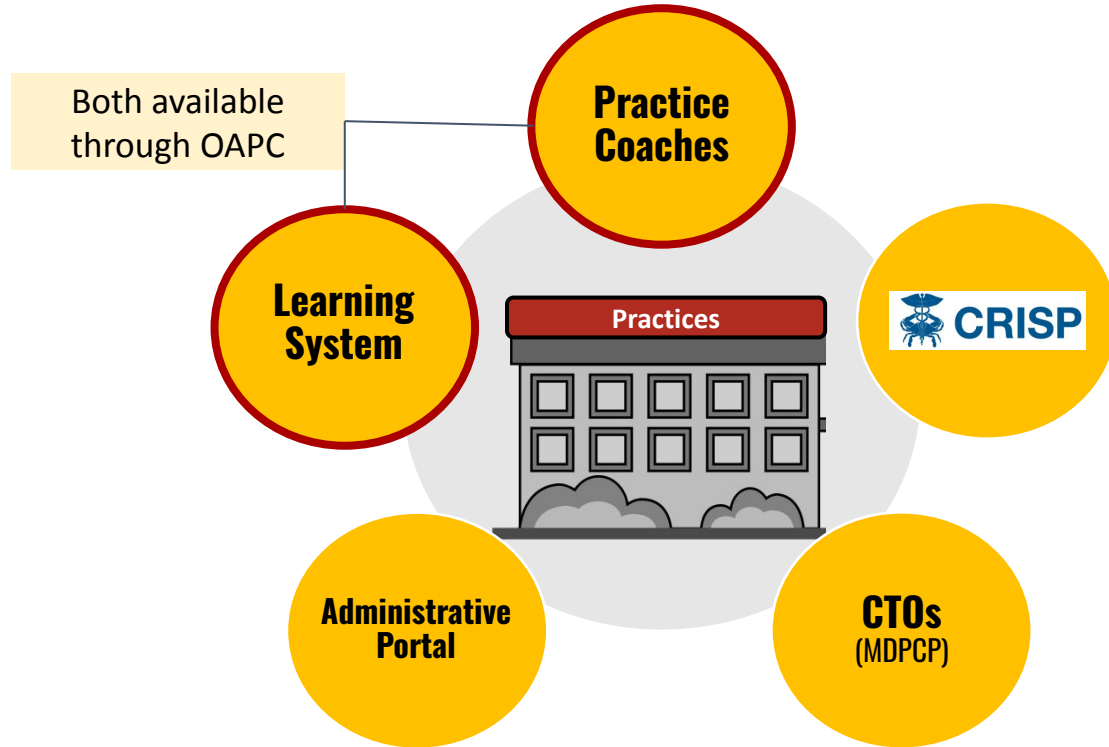 Both available
through OAPC
Practice
Coaches
Learning
System
Practices
CRISP
Administrative
Portal
CTOs
(MDPCP)